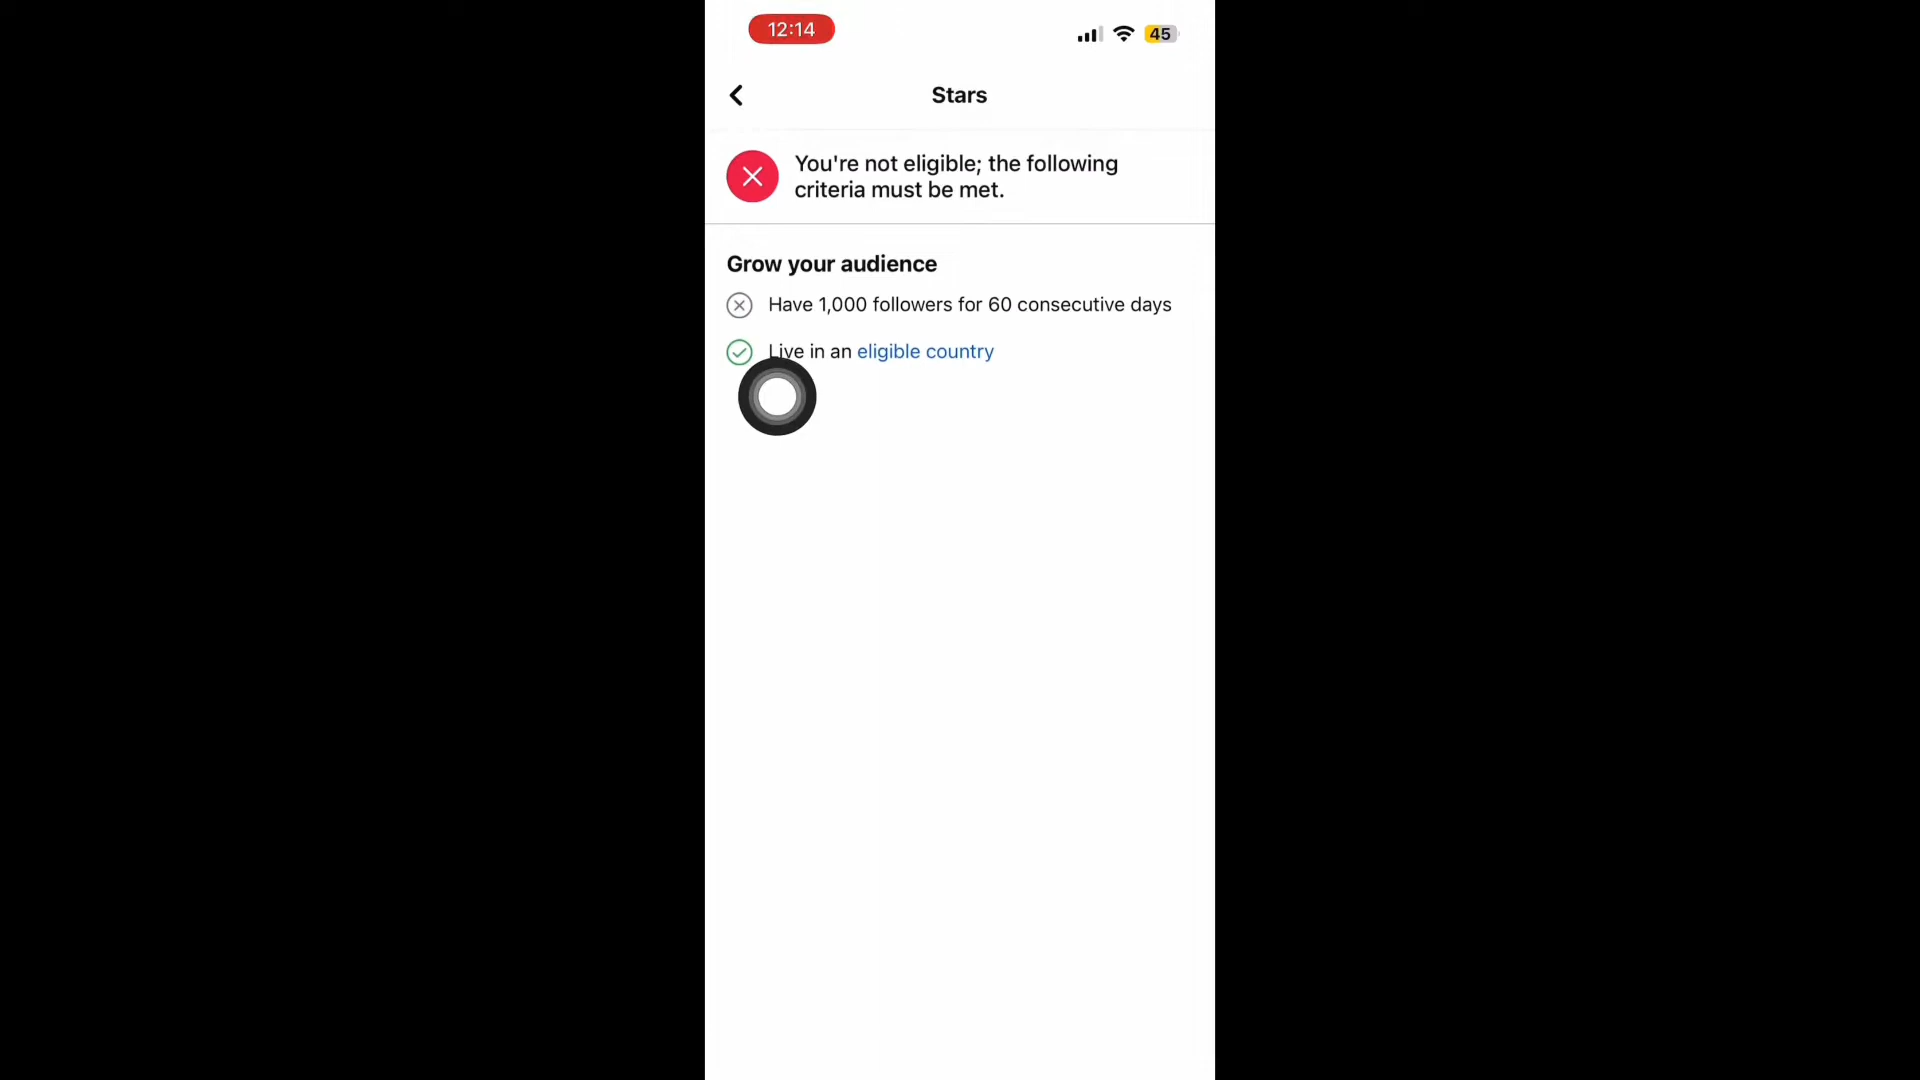 12:14
45
Stars
You're not eligible; the following
criteria must be met.
Grow your audience
Have 1,000 followers for 60 consecutive days
Live in an eligible country